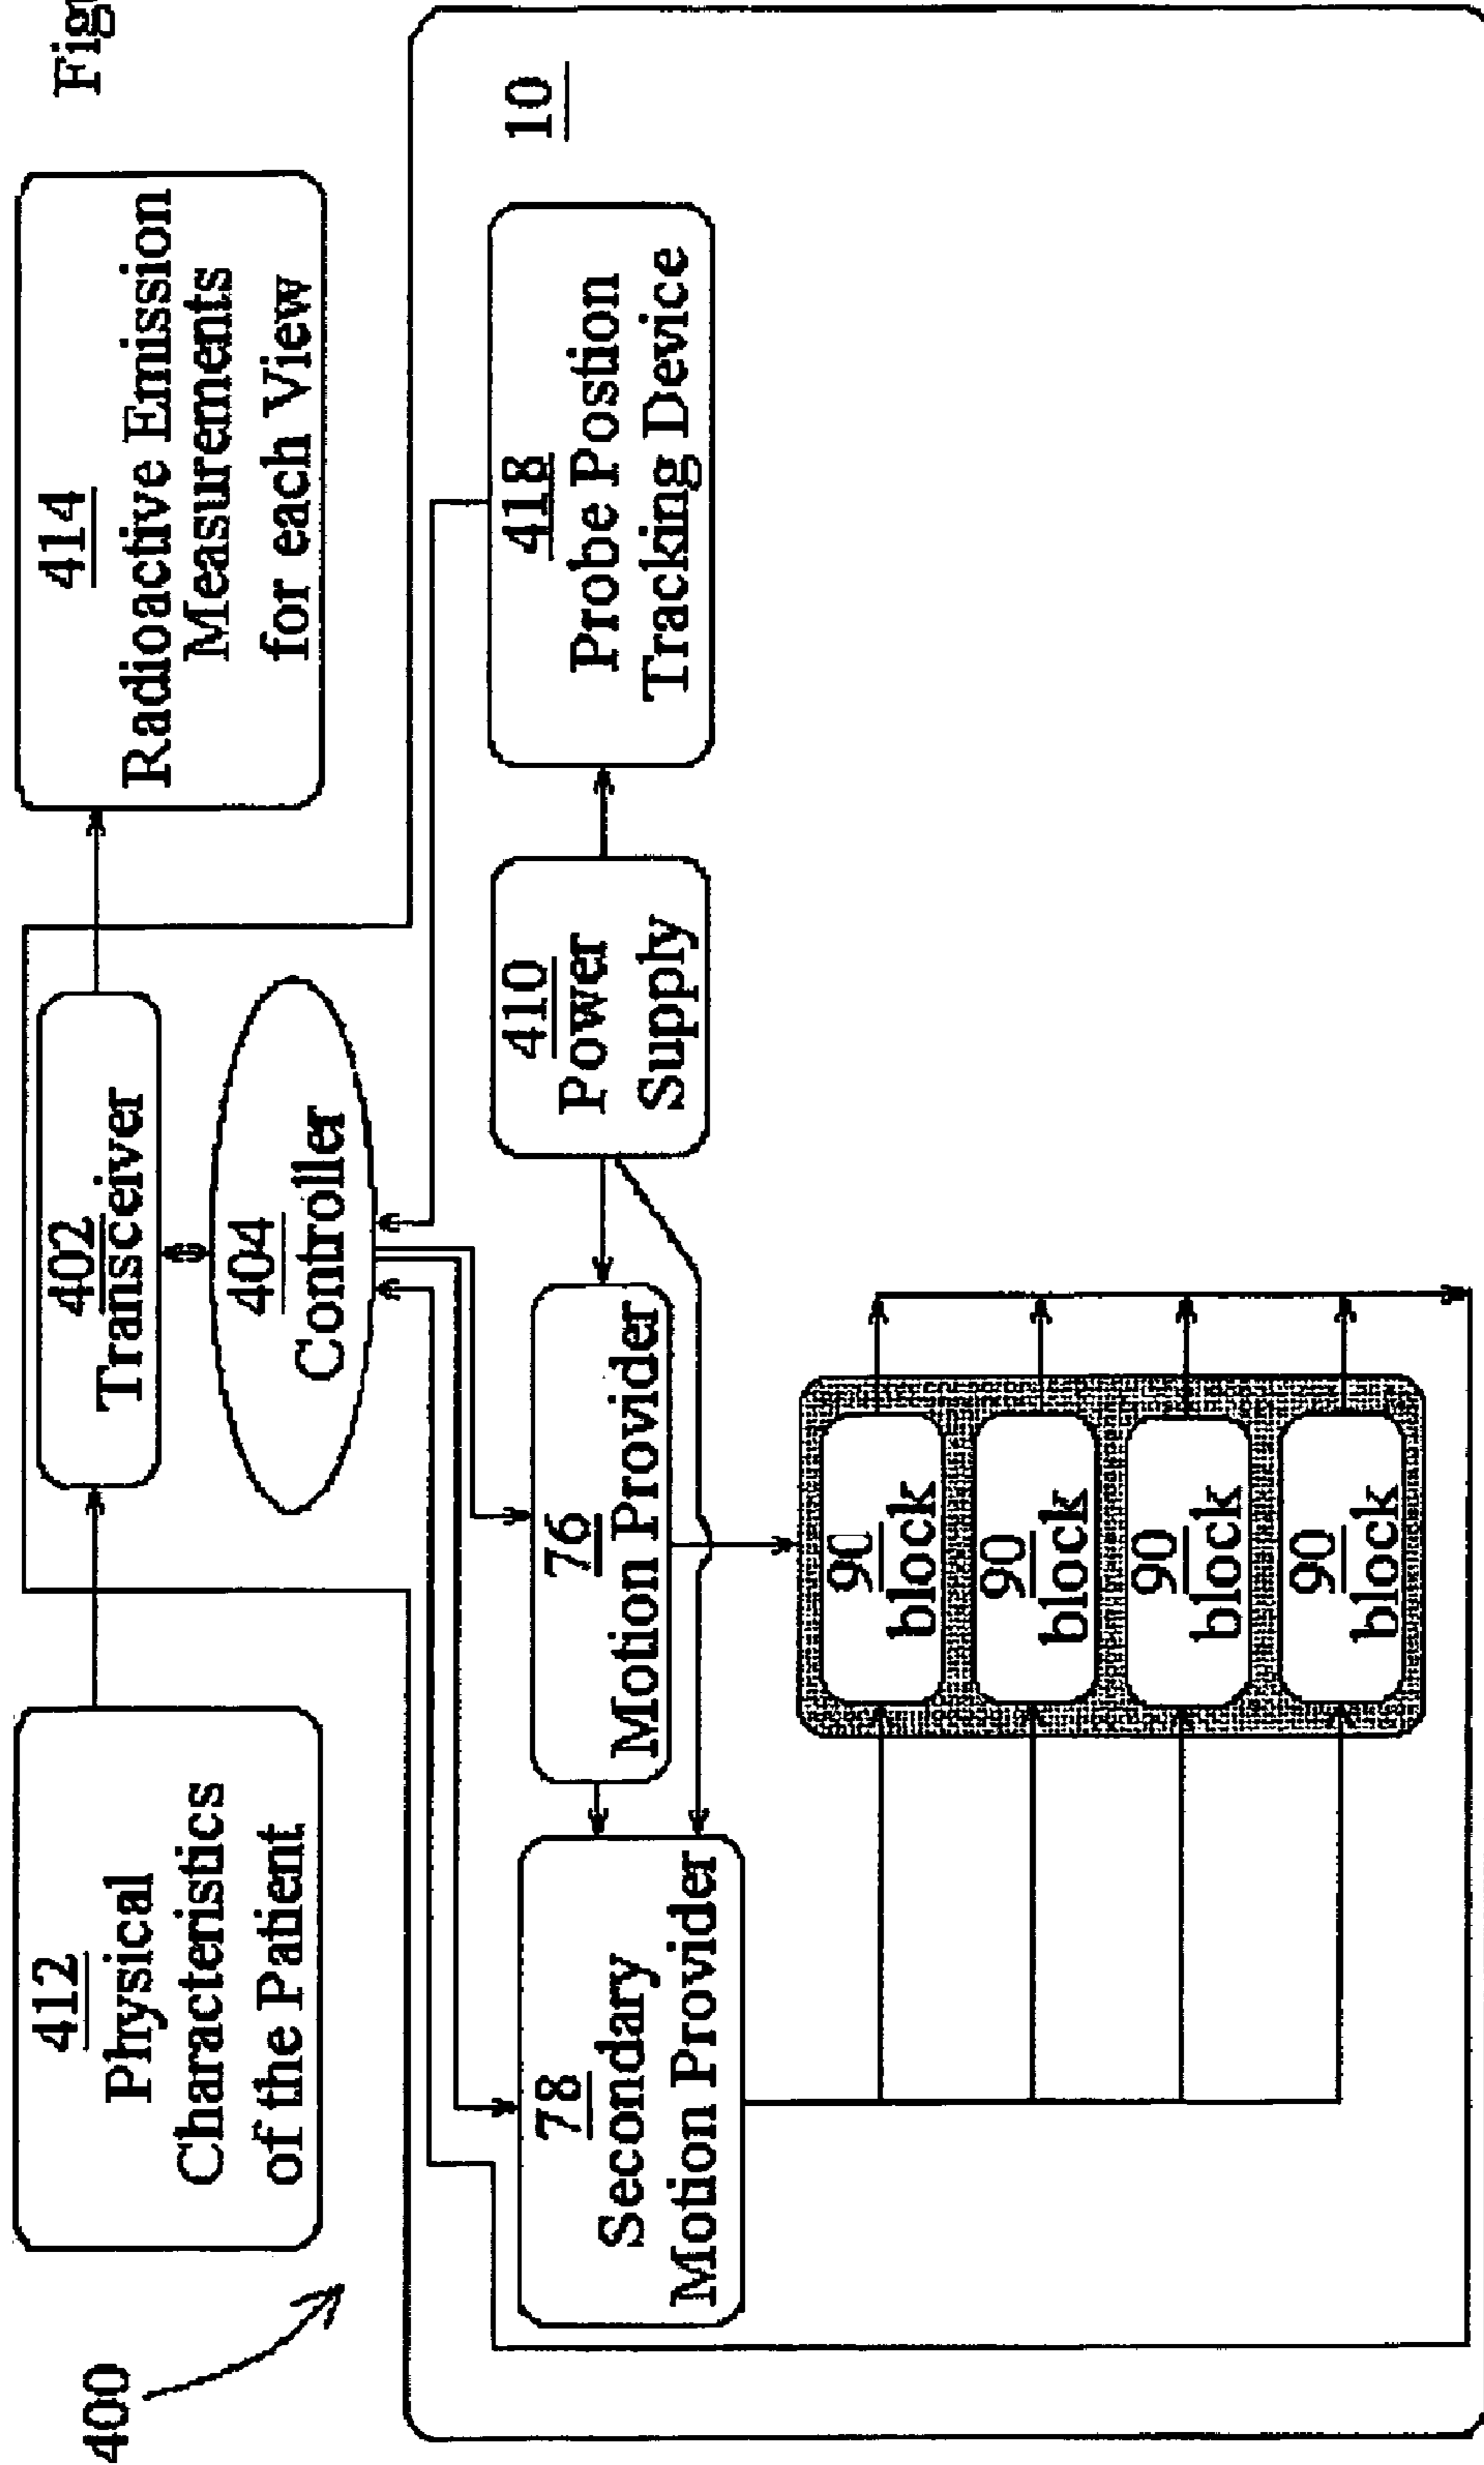 400
412
Physical
Characteristics
of the Patient
402
Transceiver
404
Controller
414
Radioactive Emission
Measurements
for each View
Fig
10
78
Secondary
Motion Provider
76
Motion Provider
410
Power
Supply
418
Probe Postion
Tracking Device
90
block
90
block
90
block
90
block